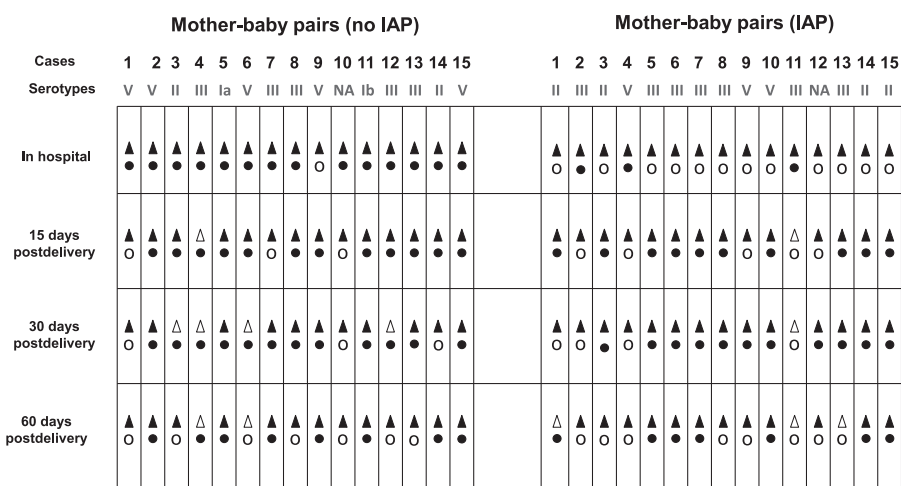 Mother-baby pairs (no IAP) Mother-baby pairs (IAP)
Cases 1 2 3 4 5 6 7 8 9 10 11 12 13 14 15 1 2 3 4 5 6 7 8 9 10 11 12 13 14 15
Serotypes V V II III Ia V III III V NA Ib III III II V II III II V III III III III V V III NA III II II
In hospital
15 days
postdelivery
30 days
postdelivery
60 days
postdelivery